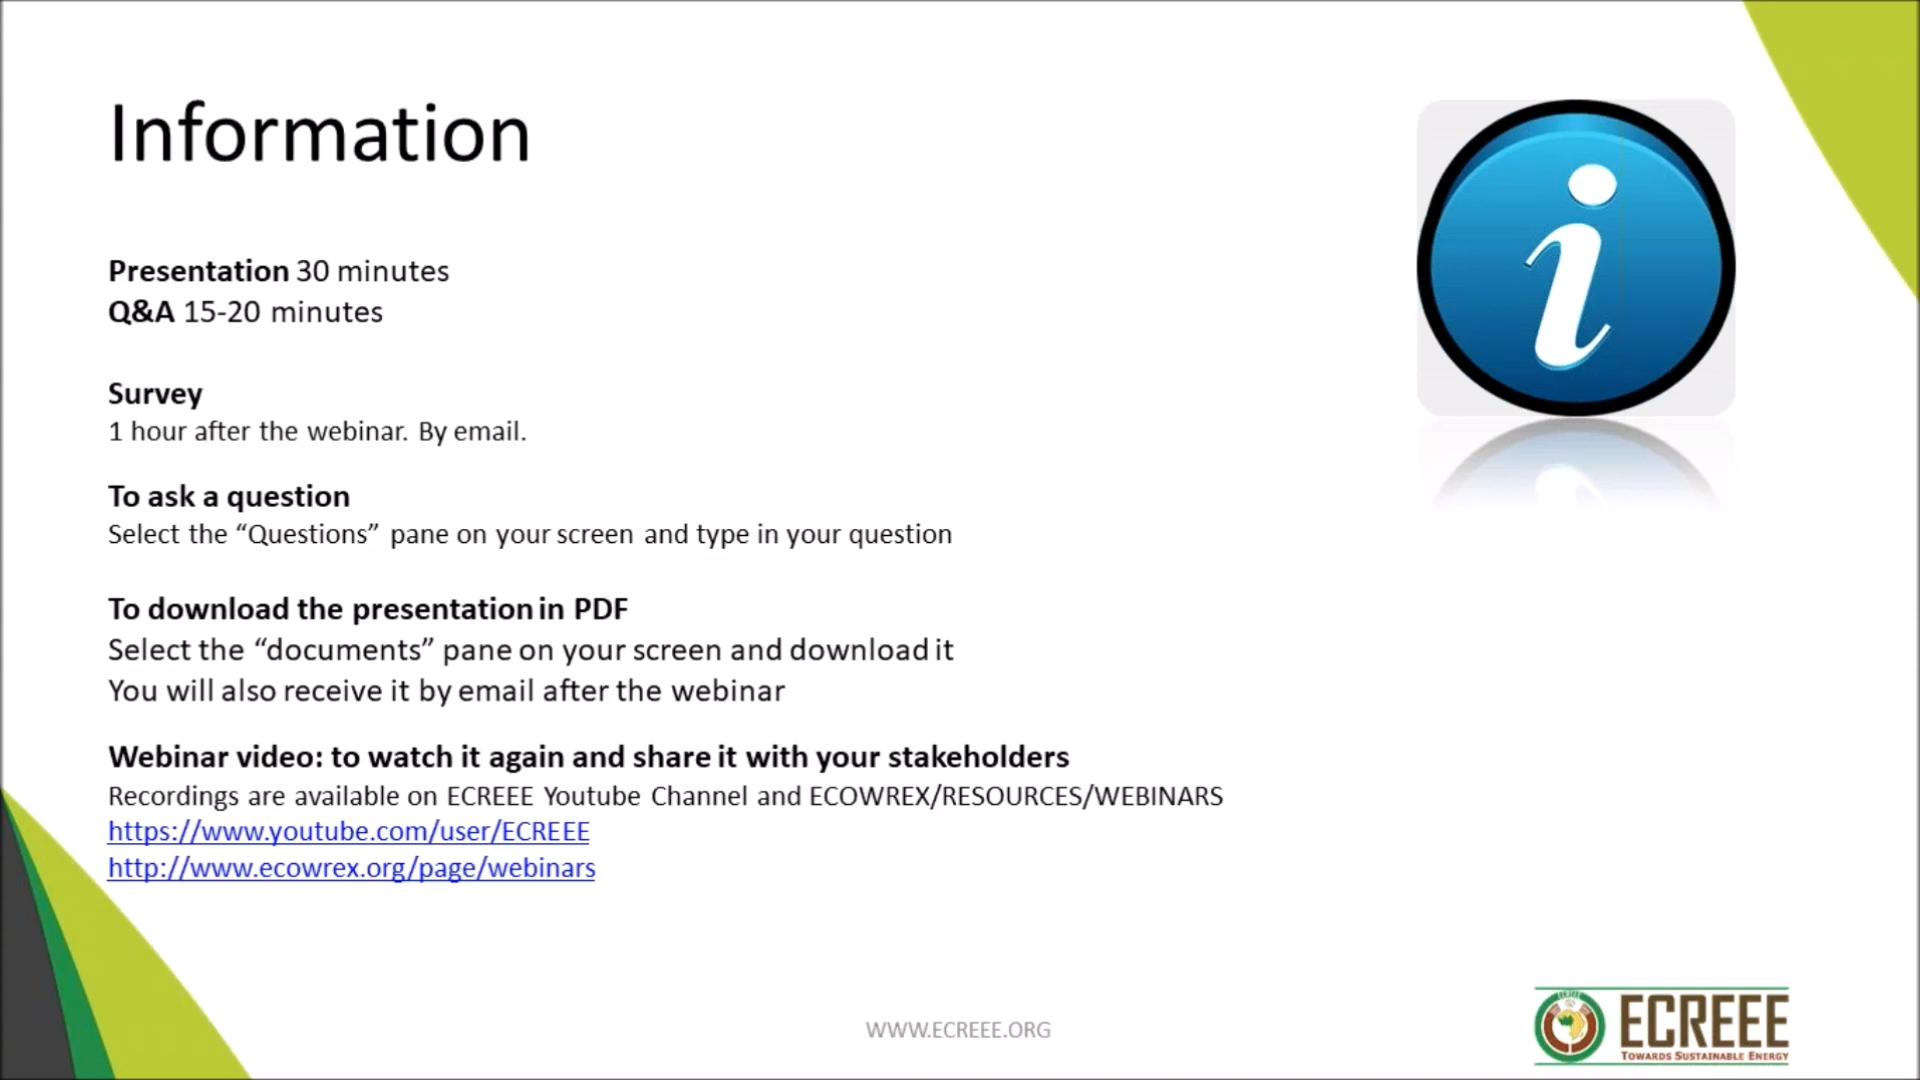 Information
Presentation 30 minutes
Q&A 15-20 minutes
Survey
1 hour after the webinar. By email.
To ask a question
Select the “Questions” pane on your screen and type in your question
To download the presentation in PDF
Select the “documents” pane on your screen and download it
You will also receive it by email after the webinar
Webinar video: to watch it again and share it with your stakeholders
Recordings are available on ECREEE Youtube Channel and ECOWREX/RESOURCES/WEBINARS
https://www.youtube.com/user/ECREEE
http://www.ecowrex.org/page/webinars
WWW.ECREEE.ORG
ECREEE
TOWARDS SUSTAINABLE ENERGY